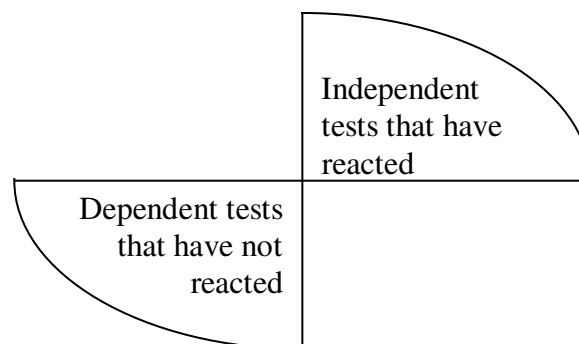 Independent
tests that have
reacted
Dependent tests
that have not
reacted